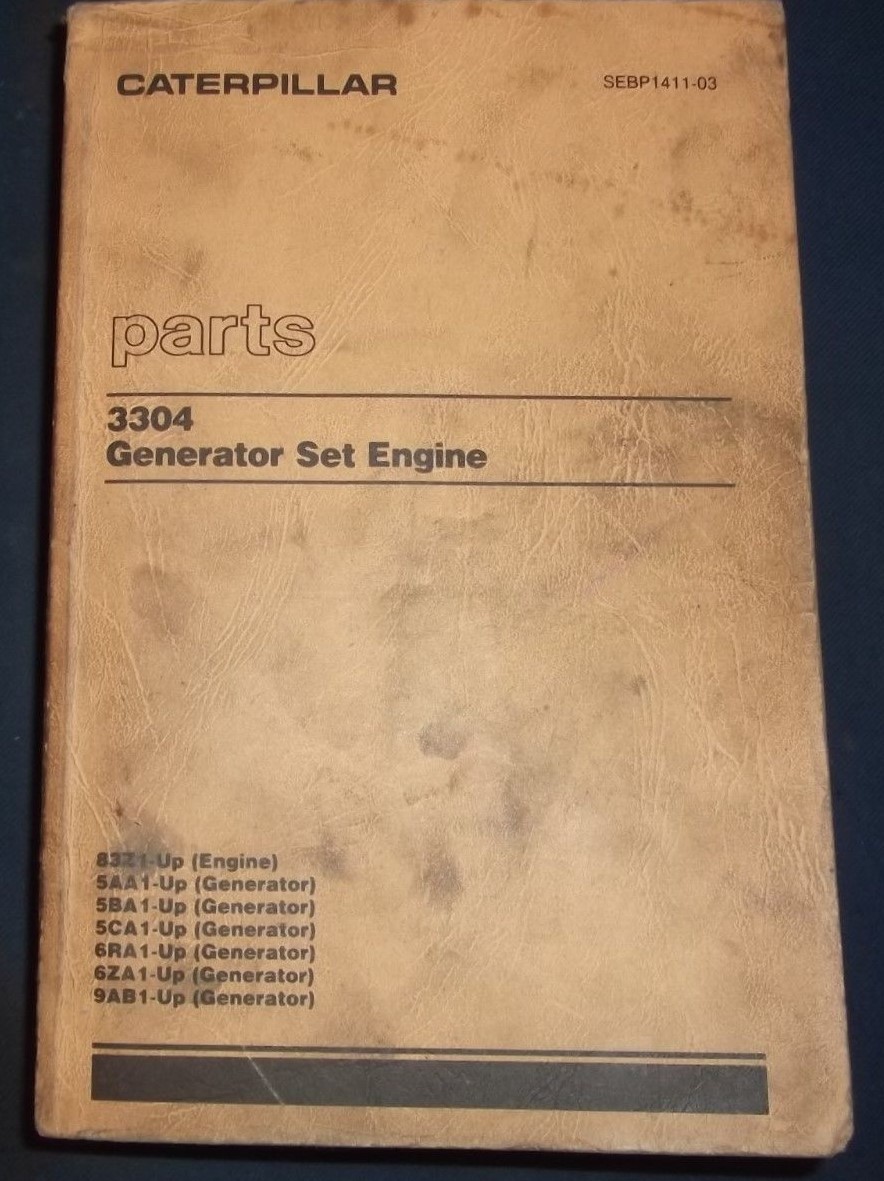 CATERPILLAR
SEBP1411-03
parts
3304
Generator Set Engine
83Z1-Up (Engine)
5AA1-Up (Generator)
5BA1-Up (Generator)
5CA1-Up (Generator)
6RA1-Up (Generator)
6ZA1-Up (Generator)
9AB1-Up (Generator)